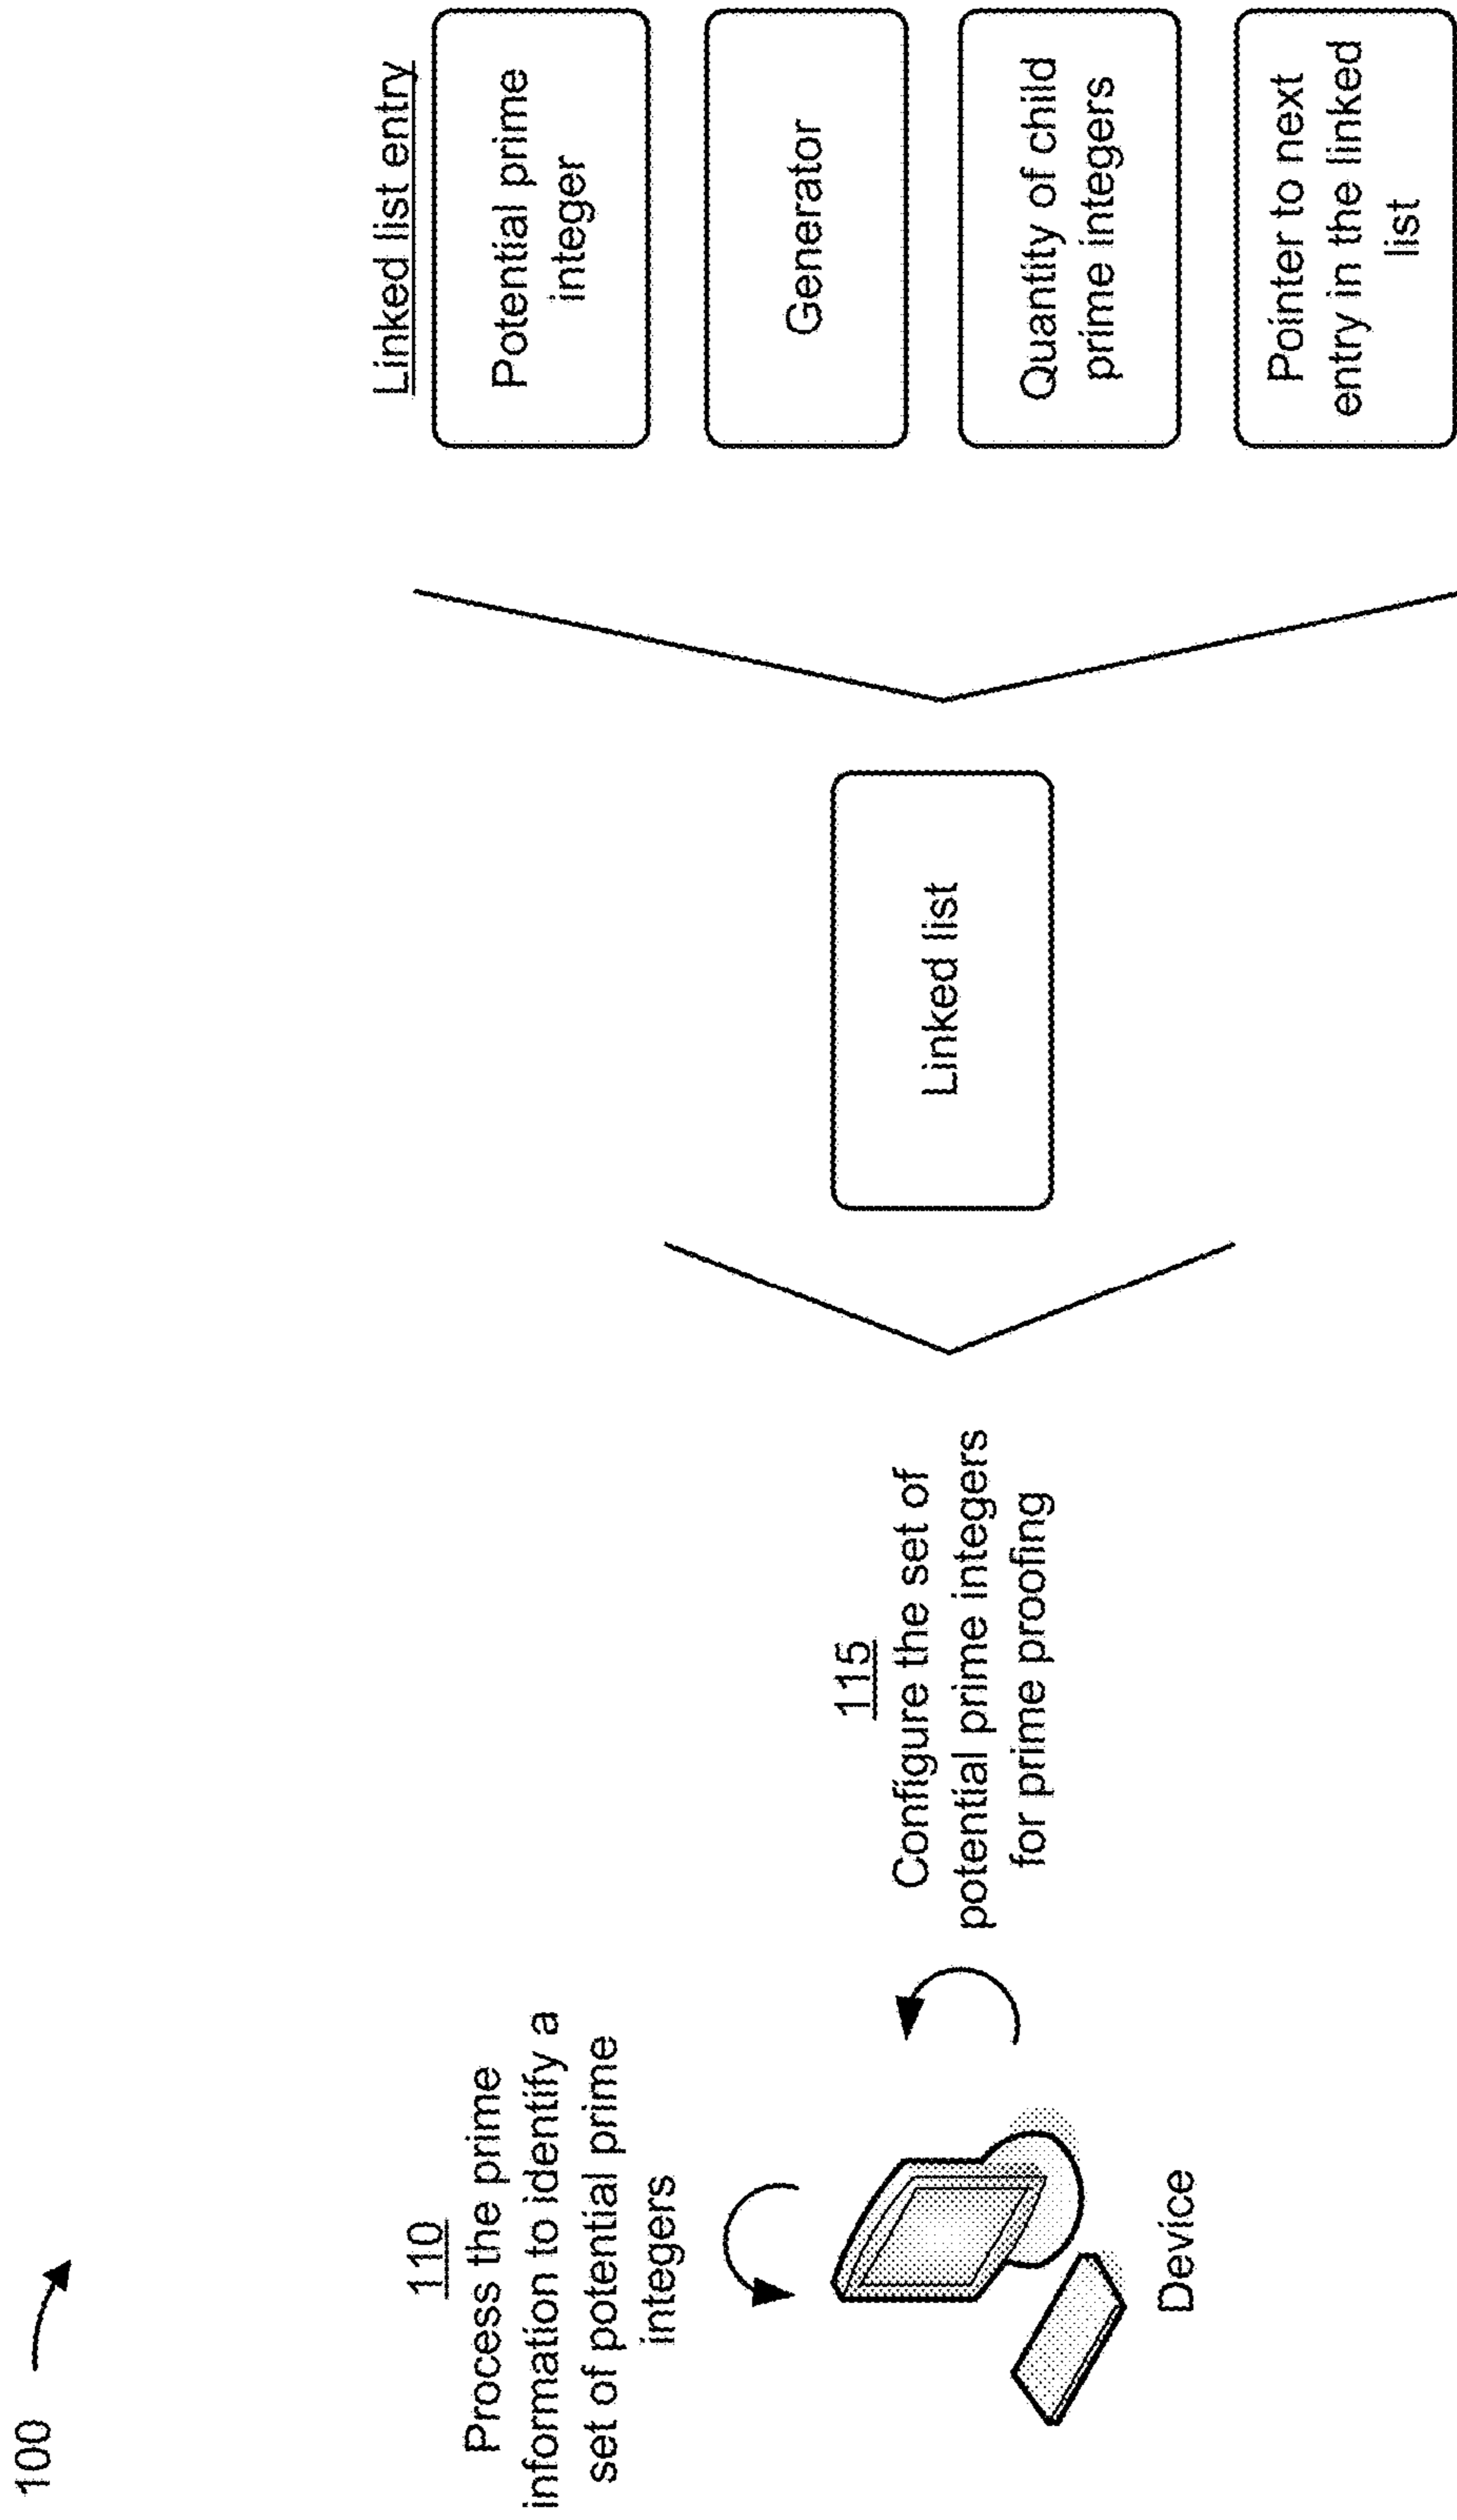 100
110
Process the prime
information to identify a
set of potential prime
integers
Device
115
Configure the set of
potential prime integers
for prime proofing
Linked list
Linked list entry
Potential prime
integer
Generator
Quantity of child
prime integers
Pointer to next
entry in the linked
list